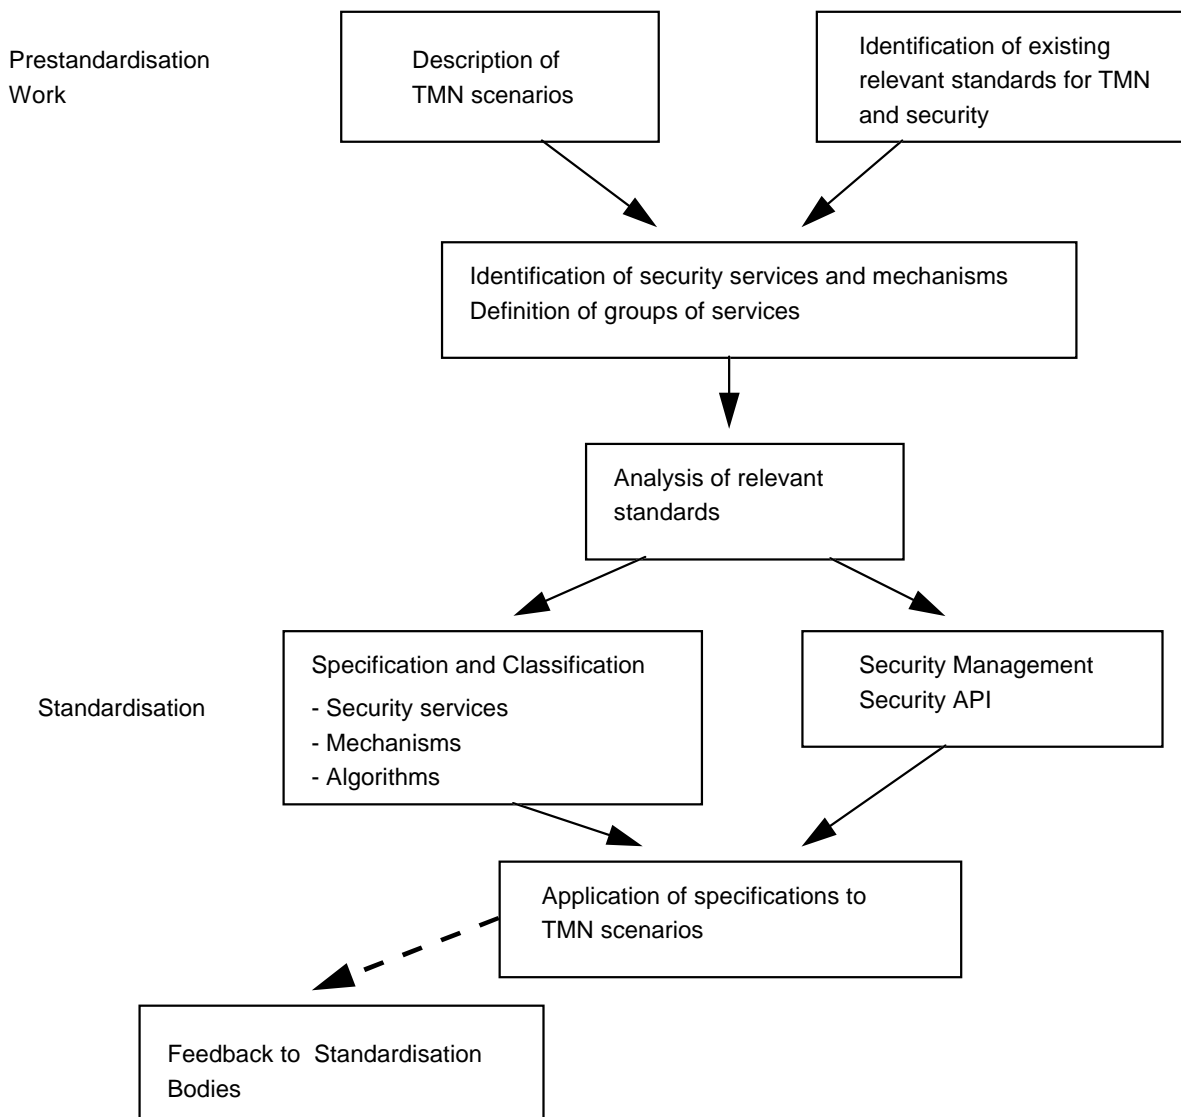 Prestandardisation
Work
Description of
TMN scenarios
Identification of existing
relevant standards for TMN
and security
Identification of security services and mechanisms
Definition of groups of services
Analysis of relevant
standards
Standardisation
Specification and Classification
- Security services
- Mechanisms
- Algorithms
Security Management
Security API
Application of specifications to
TMN scenarios
Feedback to Standardisation
Bodies